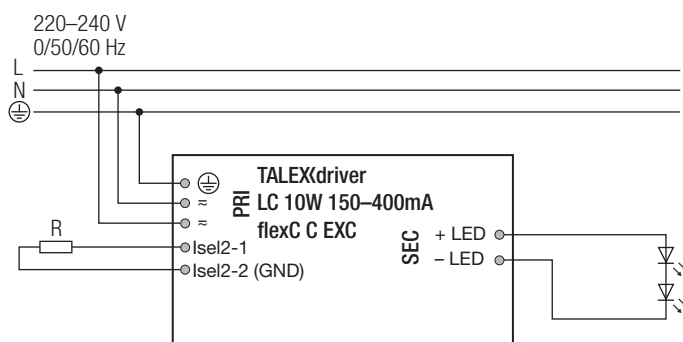 220–240 V
0/50/60 Hz
L
N
TALEXXdriver
≂ LC 10W 150–400mA
≂ flexC C EXC
PRI
R
Isel2-1
Isel2-2 (GND)
SEC
+ LED
– LED